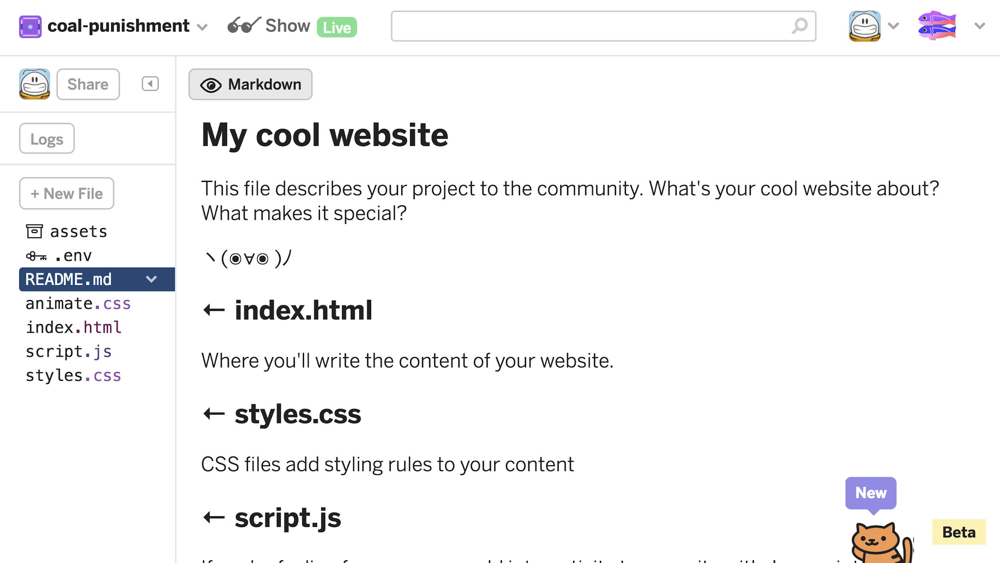 coal-punishment
Show Live
Share
Markdown
Logs
+ New File
assets
.env
README.md
animate.css
index.html
script.js
styles.css
My cool website
This file describes your project to the community. What's your cool website about?
What makes it special?
ヽ(◉∀◉ )ﾉ
← index.html
Where you'll write the content of your website.
← styles.css
CSS files add styling rules to your content
← script.js
New
Beta